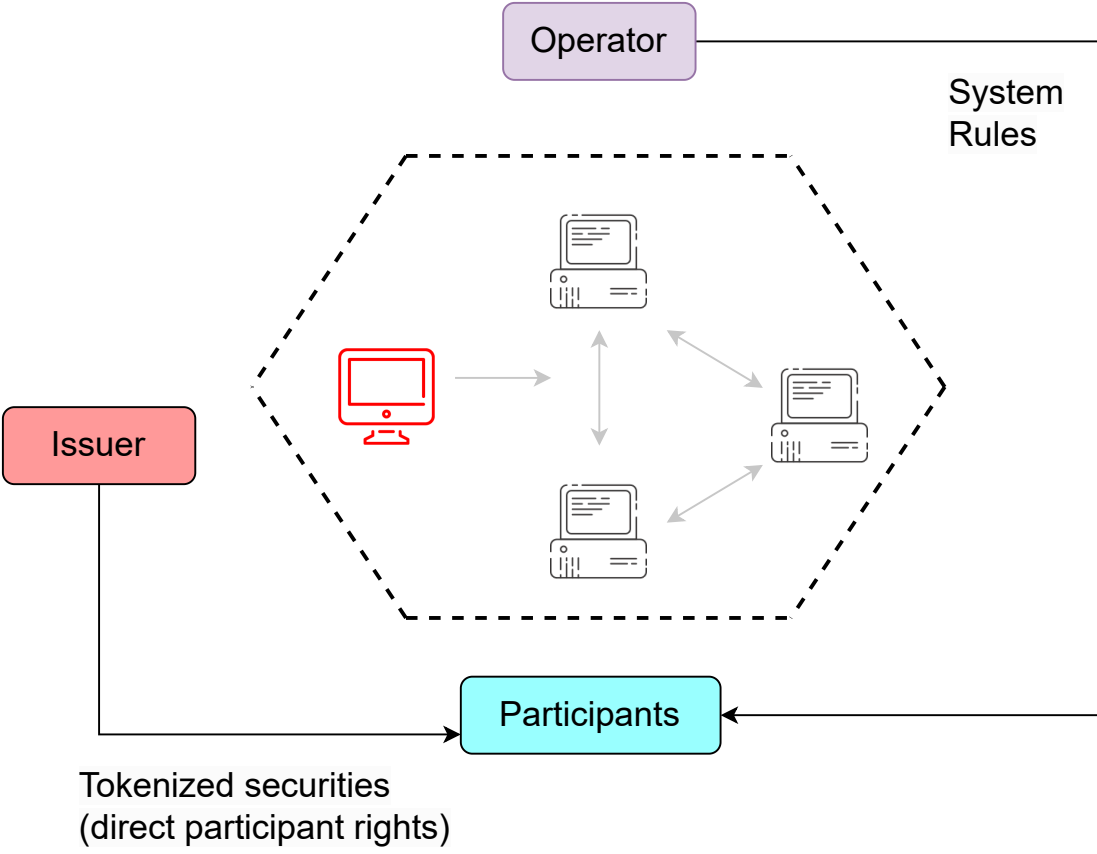 Operator
System
Rules
Issuer
Participants
Tokenized securities
(direct participant rights)